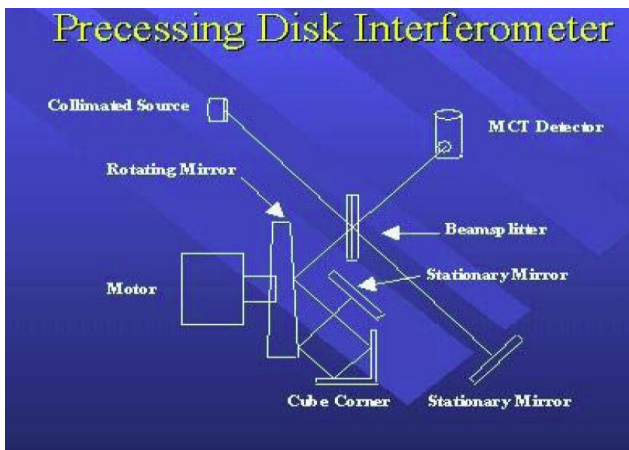 Precessing Disk Interferometer
Collimated Source
MCT Detector
Rotating Mirror
Beamsplitter
Stationary Mirror
Motor
Cube Corner
Stationary Mirror